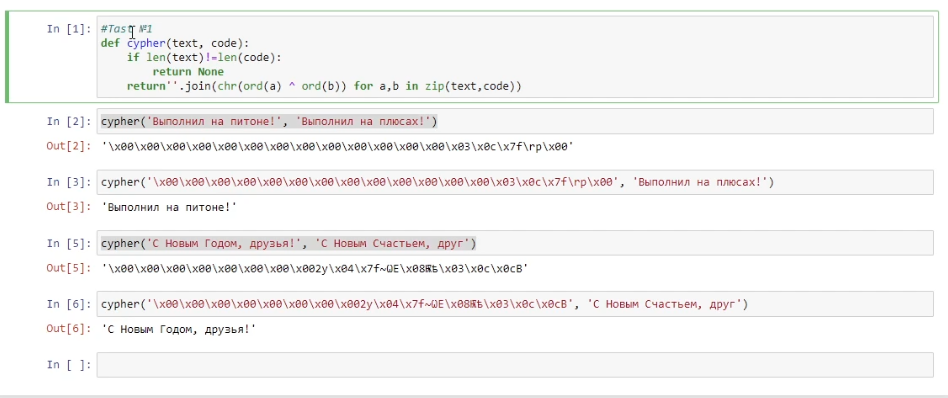 In [1]: #Tast №1
def cypher(text, code):
    if len(text)!=len(code):
        return None
    return''.join(chr(ord(a) ^ ord(b)) for a,b in zip(text,code))
In [2]: cypher('Выполнил на питоне!', 'Выполнил на плюсах!')
Out[2]: '\x00\x00\x00\x00\x00\x00\x00\x00\x00\x00\x00\x00\x00\x03\x0c\x7f\rp\x00'
In [3]: cypher('\x00\x00\x00\x00\x00\x00\x00\x00\x00\x00\x00\x00\x00\x03\x0c\x7f\rp\x00', 'Выполнил на плюсах!')
Out[3]: 'Выполнил на питоне!'
In [5]: cypher('С Новым Годом, друзья!', 'С Новым Счастьем, друг')
Out[5]: '\x00\x00\x00\x00\x00\x00\x00\x002y\x04\x7f~ѠE\x08Ѭѣ\x03\x0c\x0cВ'
In [6]: cypher('\x00\x00\x00\x00\x00\x00\x00\x002y\x04\x7f~ѠE\x08Ѭѣ\x03\x0c\x0cВ', 'С Новым Счастьем, друг')
Out[6]: 'С Новым Годом, друзья!'
In [ ]: